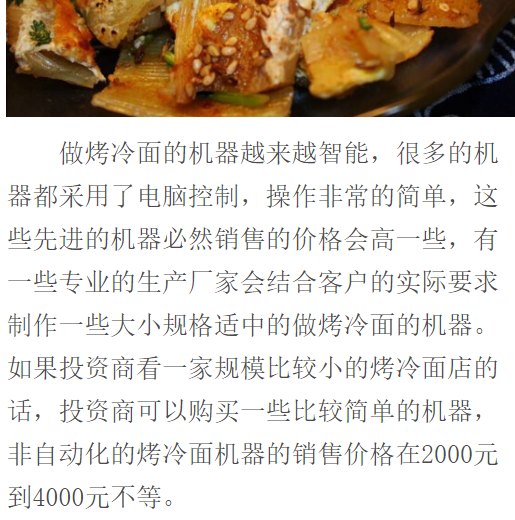 做烤冷面的机器越来越智能，很多的机
器都采用了电脑控制，操作非常的简单，这
些先进的机器必然销售的价格会高一些，有
一些专业的生产厂家会结合客户的实际要求
制作一些大小规格适中的做烤冷面的机器。
如果投资商看一家规模比较小的烤冷面店的
话，投资商可以购买一些比较简单的机器，
非自动化的烤冷面机器的销售价格在2000元
到4000元不等。